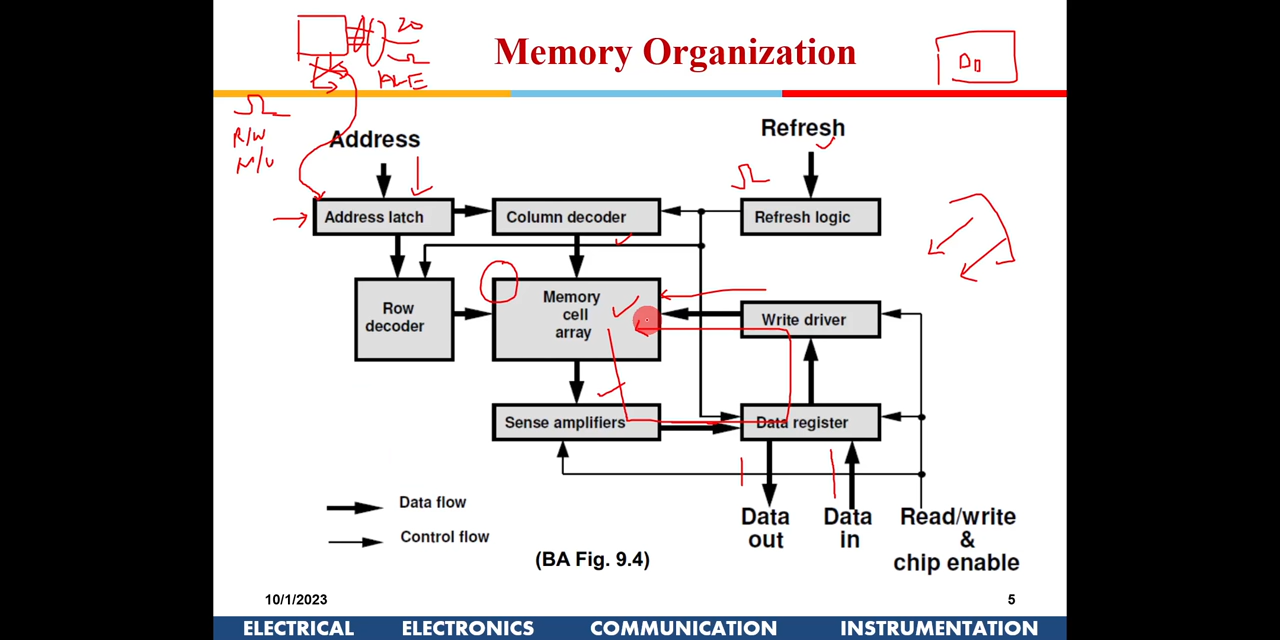 20
Memory Organization
ALE
R/W
Address
Refresh
Address latch
Column decoder
Refresh logic
Row
decoder
Memory
cell
array
Write driver
Sense amplifiers
Data register
Data flow
Control flow
Data
out
Data
in
Read/write
&
chip enable
(BA Fig. 9.4)
10/1/2023
5
ELECTRICAL ELECTRONICS COMMUNICATION INSTRUMENTATION